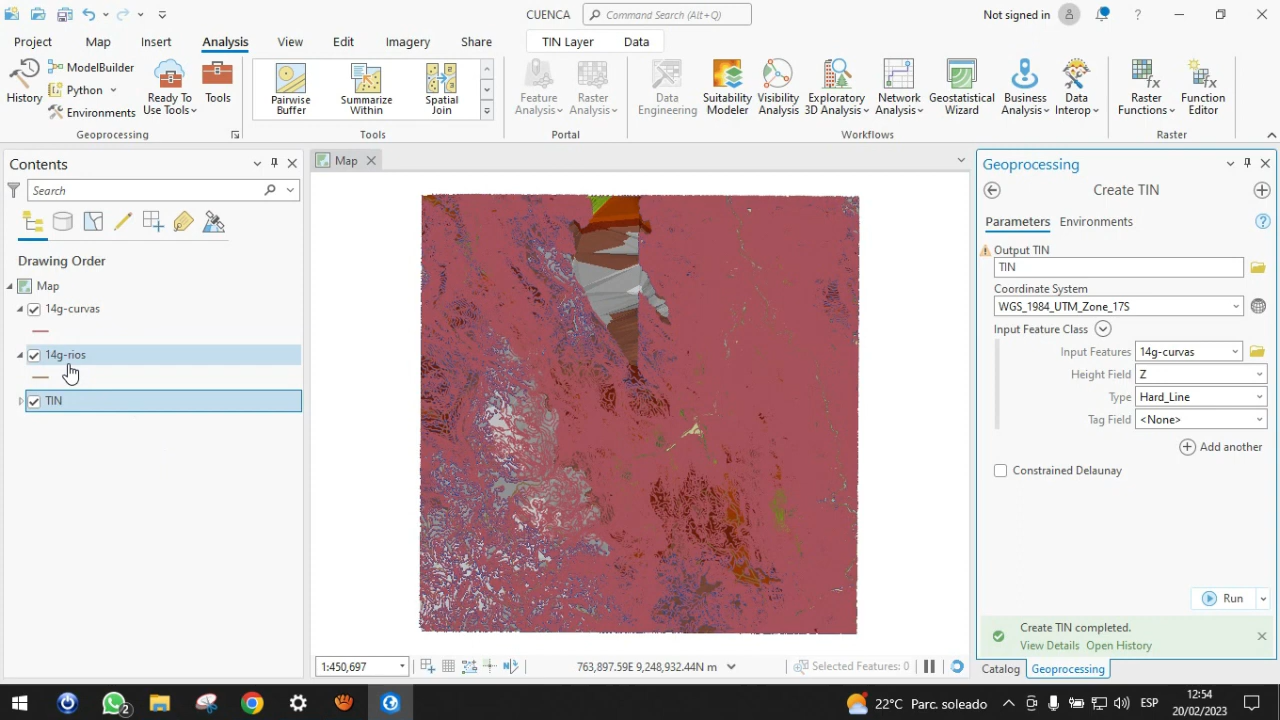 CUENCA
Command Search (Alt+Q)
Not signed in
?
Project
Map
Insert
Analysis
View
Edit
Imagery
Share
TIN Layer
Data
History
ModelBuilder
Python
Environments
Ready To
Use Tools
Tools
Pairwise
Buffer
Summarize
Within
Spatial
Join
Feature
Analysis
Raster
Analysis
Data
Engineering
Suitability
Modeler
Visibility
Analysis
Exploratory
3D Analysis
Network
Analysis
Geostatistical
Wizard
Business
Analysis
Data
Interop
Raster
Functions
Function
Editor
Geoprocessing
Tools
Portal
Workflows
Raster
Contents
Search
Drawing Order
Map
14g-curvas
14g-rios
TIN
Map
1:450,697
763,897.59E 9,248,932.44N m
Selected Features: 0
Geoprocessing
Create TIN
Parameters Environments
?
Output TIN
TIN
Coordinate System
WGS_1984_UTM_Zone_17S
Input Feature Class
Input Features 14g-curvas
Height Field Z
Type Hard_Line
Tag Field <None>
Add another
Constrained Delaunay
Run
Create TIN completed.
View Details Open History
Catalog Geoprocessing
2
22°C Parc. soleado
ESP
12:54
20/02/2023